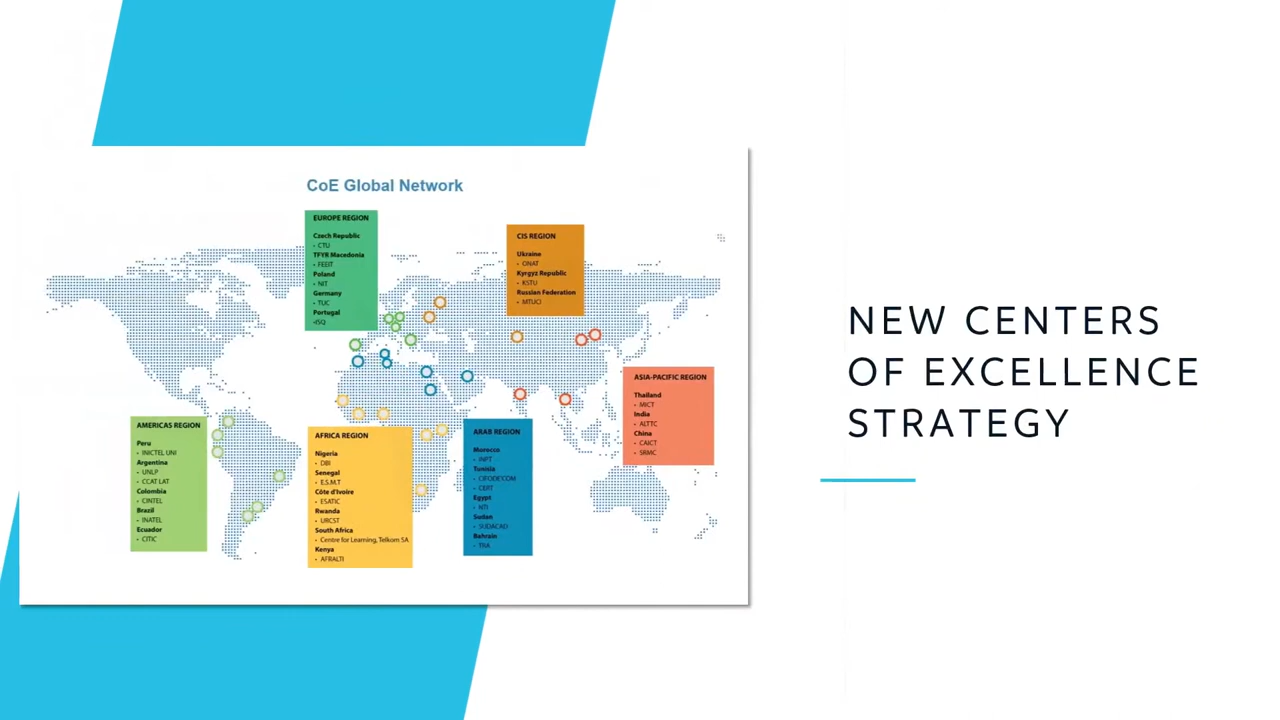 CoE Global Network
EUROPE REGION
Czech Republic
• CTU
TFYR Macedonia
• FEEIT
Poland
• NIT
Germany
• TUC
Portugal
•ISQ
CIS REGION
Ukraine
• ONAT
Kyrgyz Republic
• KSTU
Russian Federation
• MTUCI
ASIA-PACIFIC REGION
Thailand
• MICT
India
• ALTTC
China
• CAICT
• SRMC
AMERICAS REGION
Peru
• INICTEL UNI
Argentina
• UNLP
• CCAT LAT
Colombia
• CINTEL
Brazil
• INATEL
Ecuador
• CITIC
AFRICA REGION
Nigeria
• DBI
Senegal
• E.S.M.T
Côte d'Ivoire
• ESATIC
Rwanda
• URCST
South Africa
• Centre for Learning, Telkom SA
Kenya
• AFRALTI
ARAB REGION
Morocco
• INPT
Tunisia
• CIFODE'COM
• CERT
Egypt
• NTI
Sudan
• SUDACAD
Bahrain
• TRA
NEW CENTERS
OF EXCELLENCE
STRATEGY